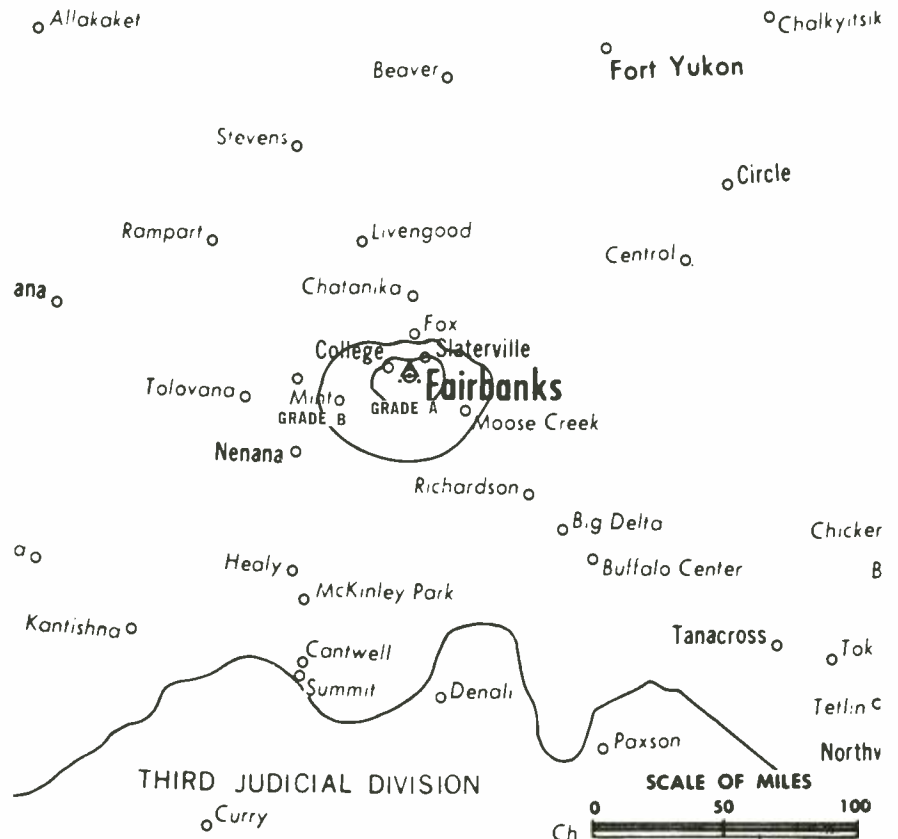 Allakaket
Chalkyitsik
Beaver
Fort Yukon
Stevens
Circle
Rampart
Livengood
Central
ana
Chatanika
Fox
College
Slaterville
Fairbanks
Tolovana
Minto
GRADE A
GRADE B
Moose Creek
Nenana
Richardson
Big Delta
Chicker
a
Healy
Buffalo Center
B
McKinley Park
Kantishna
Tanacross
Cantwell
Tok
Summit
Denali
Tetlin
Paxson
Northw
THIRD JUDICIAL DIVISION
SCALE OF MILES
0 50 100
Curry
Ch